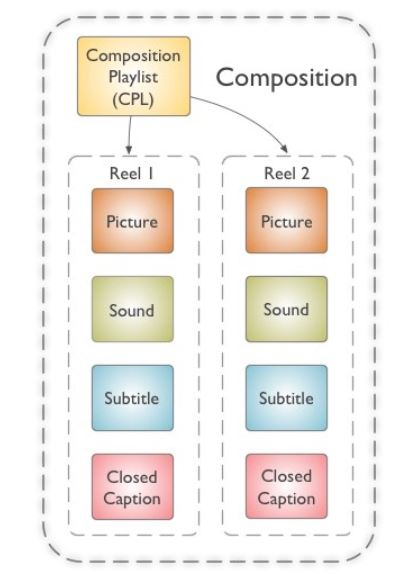 Composition
Playlist
(CPL)
Composition
Reel 1
Picture
Sound
Subtitle
Closed
Caption
Reel 2
Picture
Sound
Subtitle
Closed
Caption